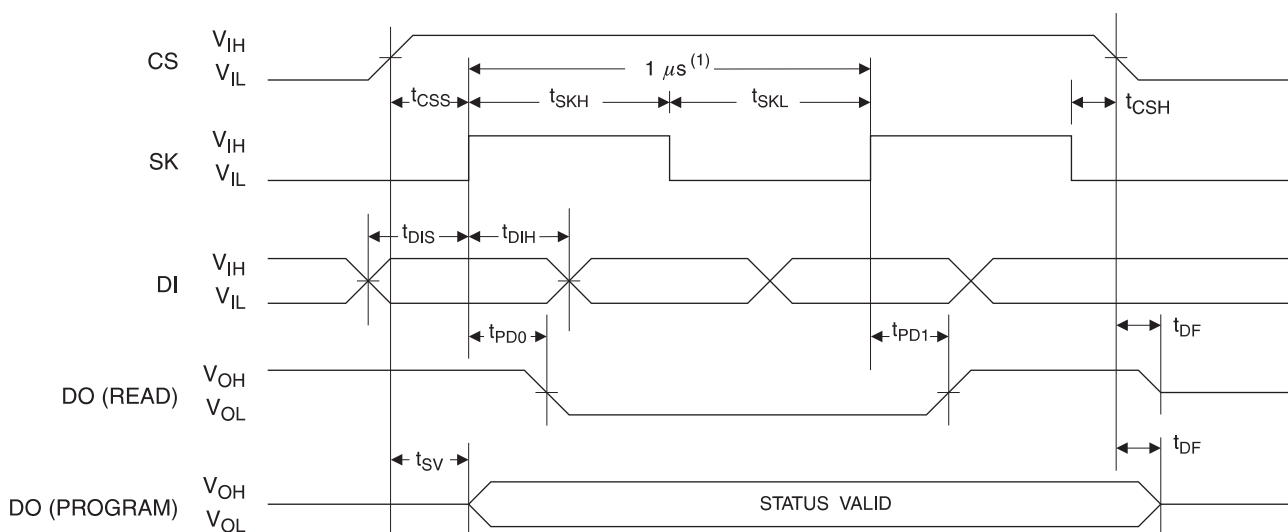 CS
V_IH
V_IL
1 μs(1)
t_CSS
t_SKH
t_SKL
t_CSH
SK
V_IH
V_IL
t_DIS
t_DIH
DI
V_IH
V_IL
t_PD0
t_PD1
t_DF
DO (READ)
V_OH
V_OL
t_SV
t_DF
DO (PROGRAM)
V_OH
V_OL
STATUS VALID